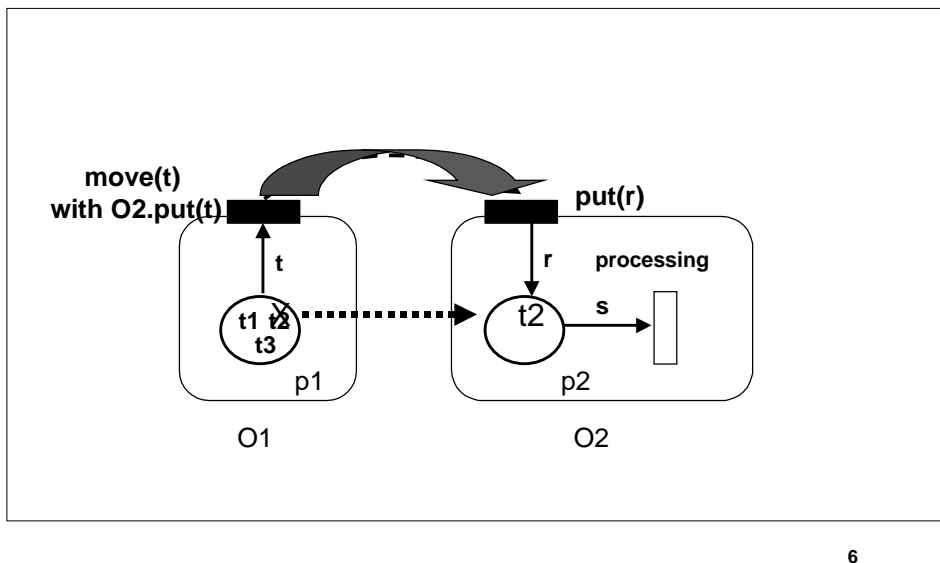 move(t)
with O2.put(t)
put(r)
t
r
processing
t1 t2
X
t3
t2
s
p1
p2
O1
O2
6